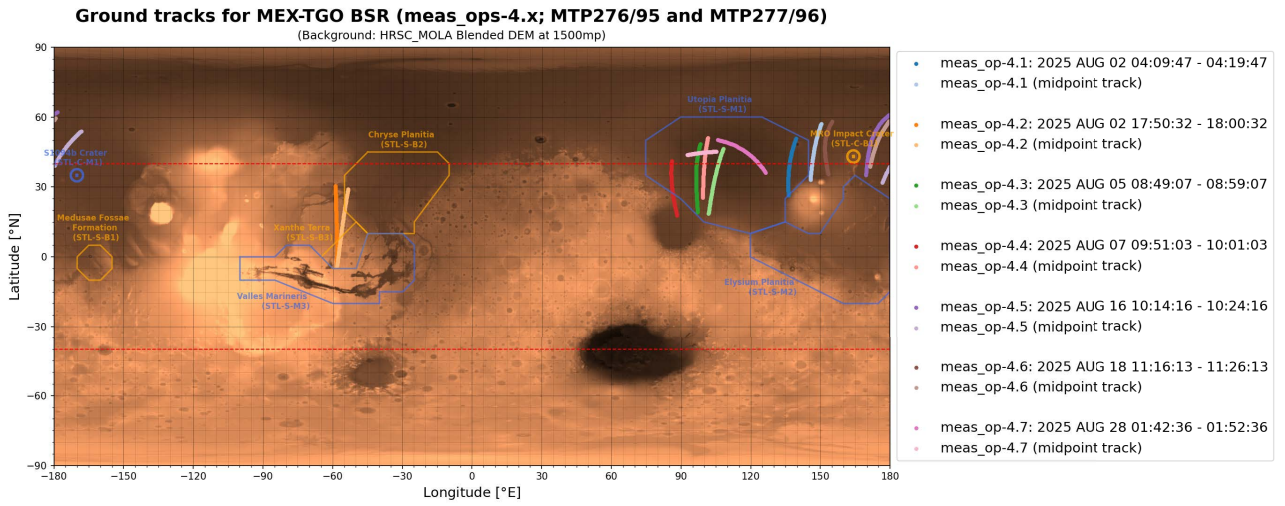 Ground tracks for MEX-TGO BSR (meas_ops-4.x; MTP276/95 and MTP277/96)
(Background: HRSC_MOLA Blended DEM at 1500mp)
Latitude [°N]
90
60
30
0
−30
−60
−90
Utopia Planitia
(STL-S-M1)
Chryse Planitia
(STL-S-B2)
MRO Impact Crater
(STL-C-B1)
Crater
(STL-C-M1)
Medusae Fossae
Formation
(STL-S-B1)
Xanthe Terra
(STL-S-B3)
Valles Marineris
(STL-S-M3)
Elysium Planitia
(STL-S-M2)
−180
−150
−120
−90
−60
−30
0
30
60
90
120
150
180
Longitude [°E]
meas_op-4.1: 2025 AUG 02 04:09:47 - 04:19:47
meas_op-4.1 (midpoint track)
meas_op-4.2: 2025 AUG 02 17:50:32 - 18:00:32
meas_op-4.2 (midpoint track)
meas_op-4.3: 2025 AUG 05 08:49:07 - 08:59:07
meas_op-4.3 (midpoint track)
meas_op-4.4: 2025 AUG 07 09:51:03 - 10:01:03
meas_op-4.4 (midpoint track)
meas_op-4.5: 2025 AUG 16 10:14:16 - 10:24:16
meas_op-4.5 (midpoint track)
meas_op-4.6: 2025 AUG 18 11:16:13 - 11:26:13
meas_op-4.6 (midpoint track)
meas_op-4.7: 2025 AUG 28 01:42:36 - 01:52:36
meas_op-4.7 (midpoint track)